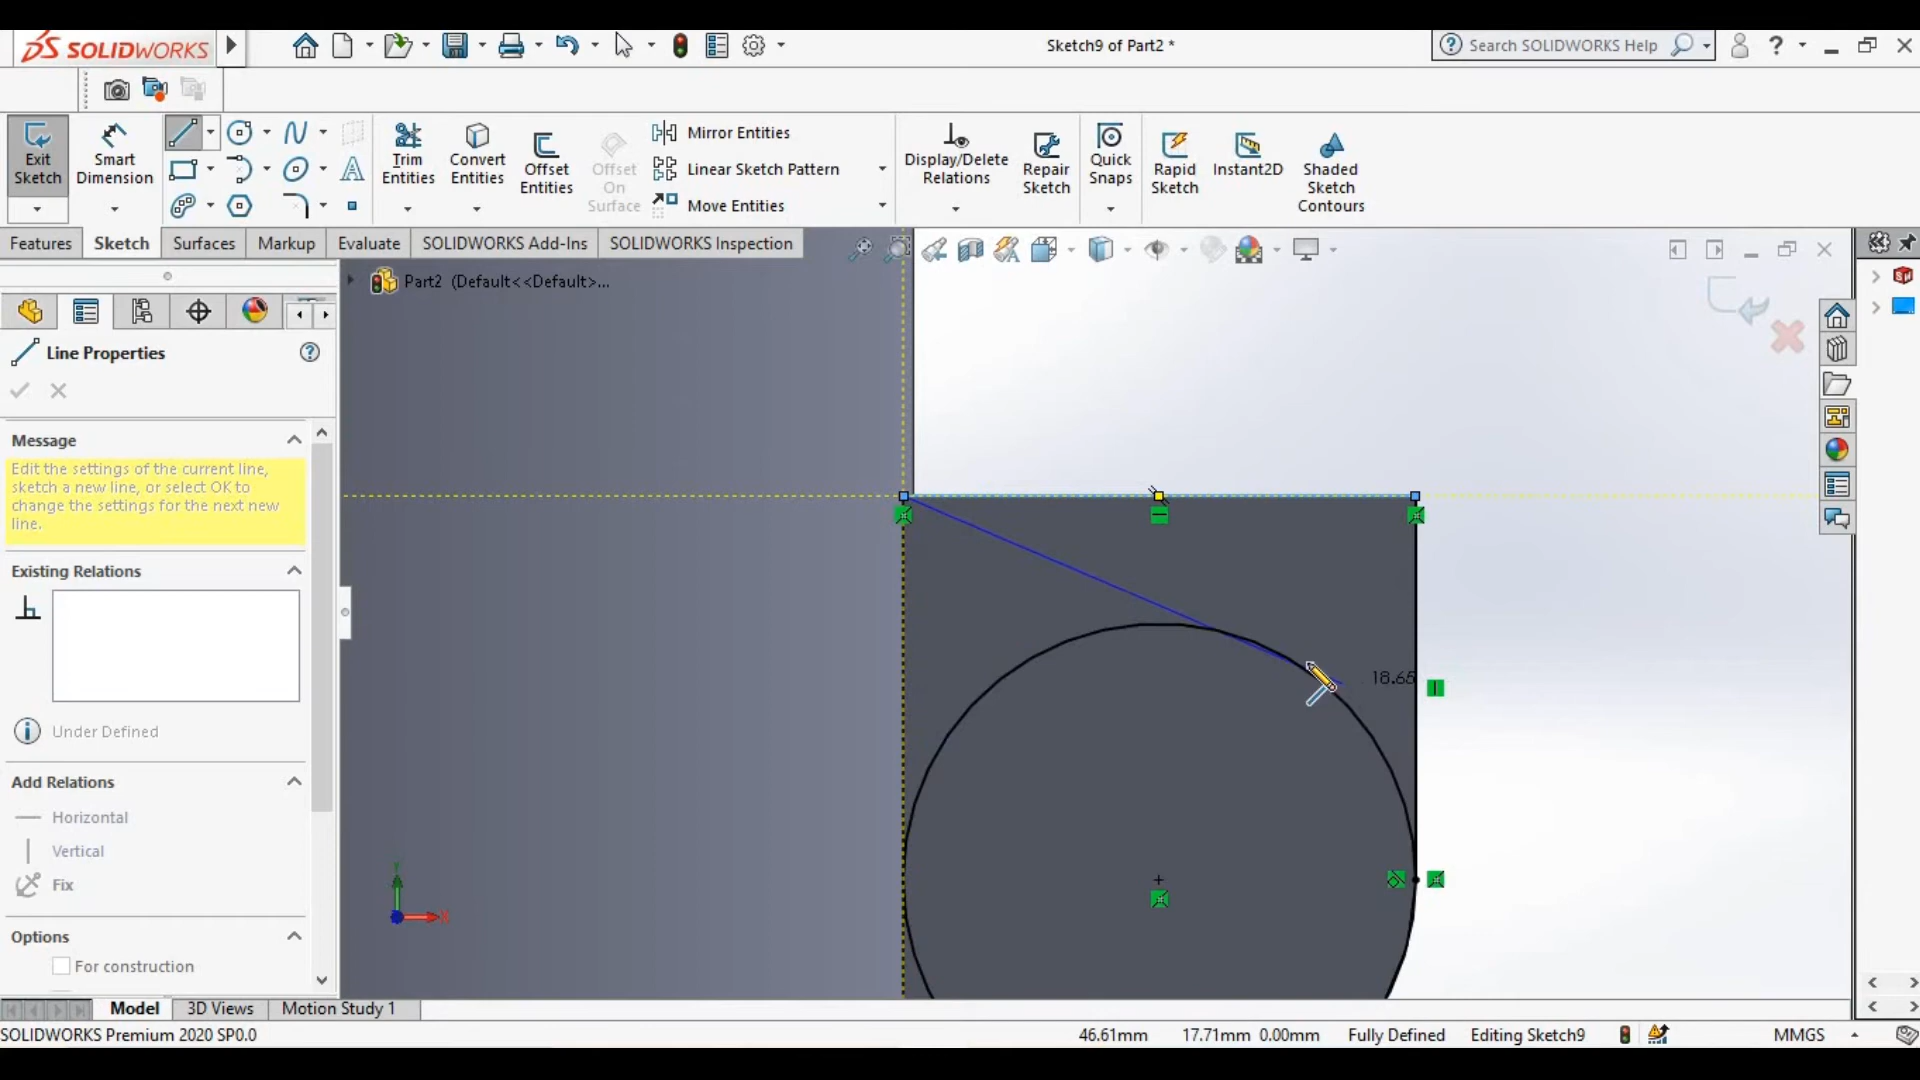 SOLIDWORKS
Sketch9 of Part2 *
Search SOLIDWORKS Help
Exit Sketch
Smart Dimension
Trim Entities
Convert Entities
Offset Entities
Offset On Surface
Mirror Entities
Linear Sketch Pattern
Move Entities
Display/Delete Relations
Repair Sketch
Quick Snaps
Rapid Sketch
Instant2D
Shaded Sketch Contours
Features
Sketch
Surfaces
Markup
Evaluate
SOLIDWORKS Add-Ins
SOLIDWORKS Inspection
Part2 (Default<<Default>...
Line Properties
Message
Edit the settings of the current line,
sketch a new line, or select OK to
change the settings for the next new
line.
Existing Relations
Under Defined
Add Relations
Horizontal
Vertical
Fix
Options
For construction
18.65
Y
X
Model
3D Views
Motion Study 1
SOLIDWORKS Premium 2020 SP0.0
46.61mm
17.71mm 0.00mm
Fully Defined
Editing Sketch9
MMGS